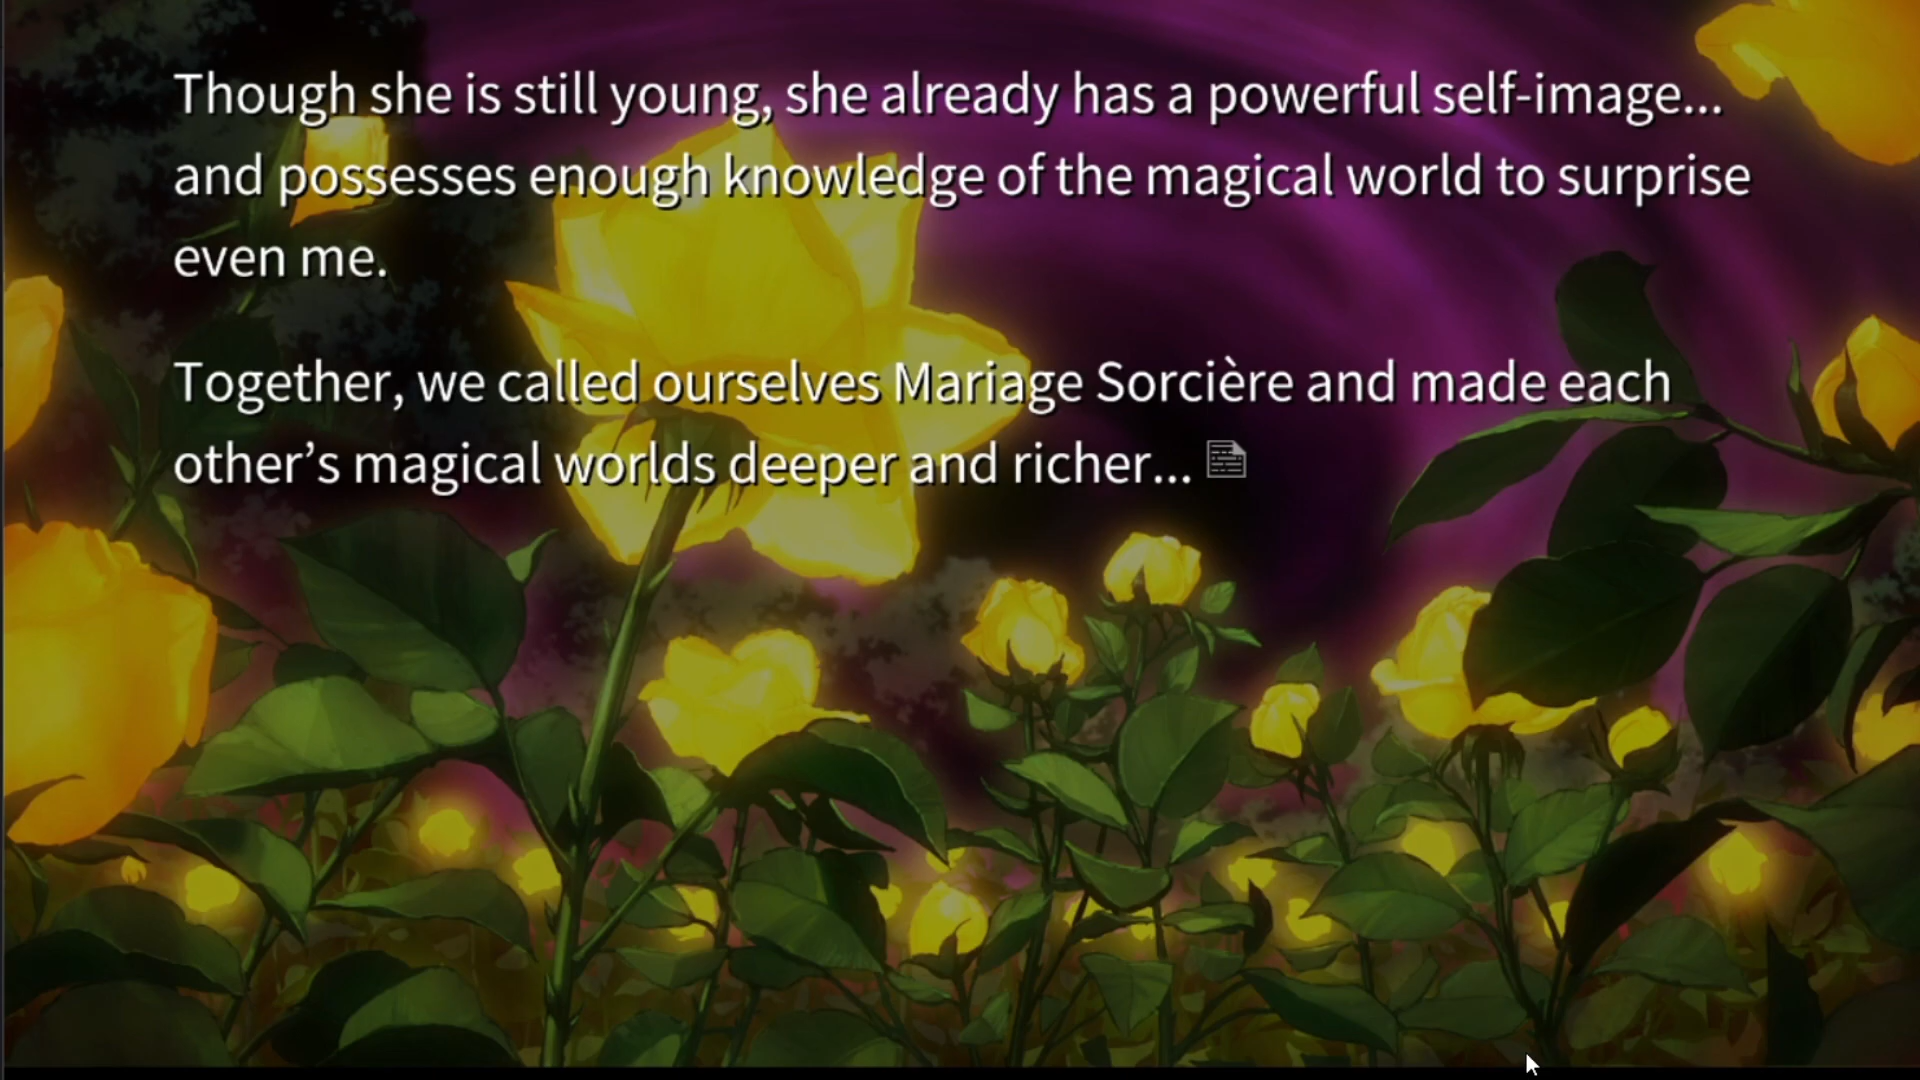 Though she is still young, she already has a powerful self-image...
and possesses enough knowledge of the magical world to surprise
even me.
Together, we called ourselves Mariage Sorcière and made each
other’s magical worlds deeper and richer...